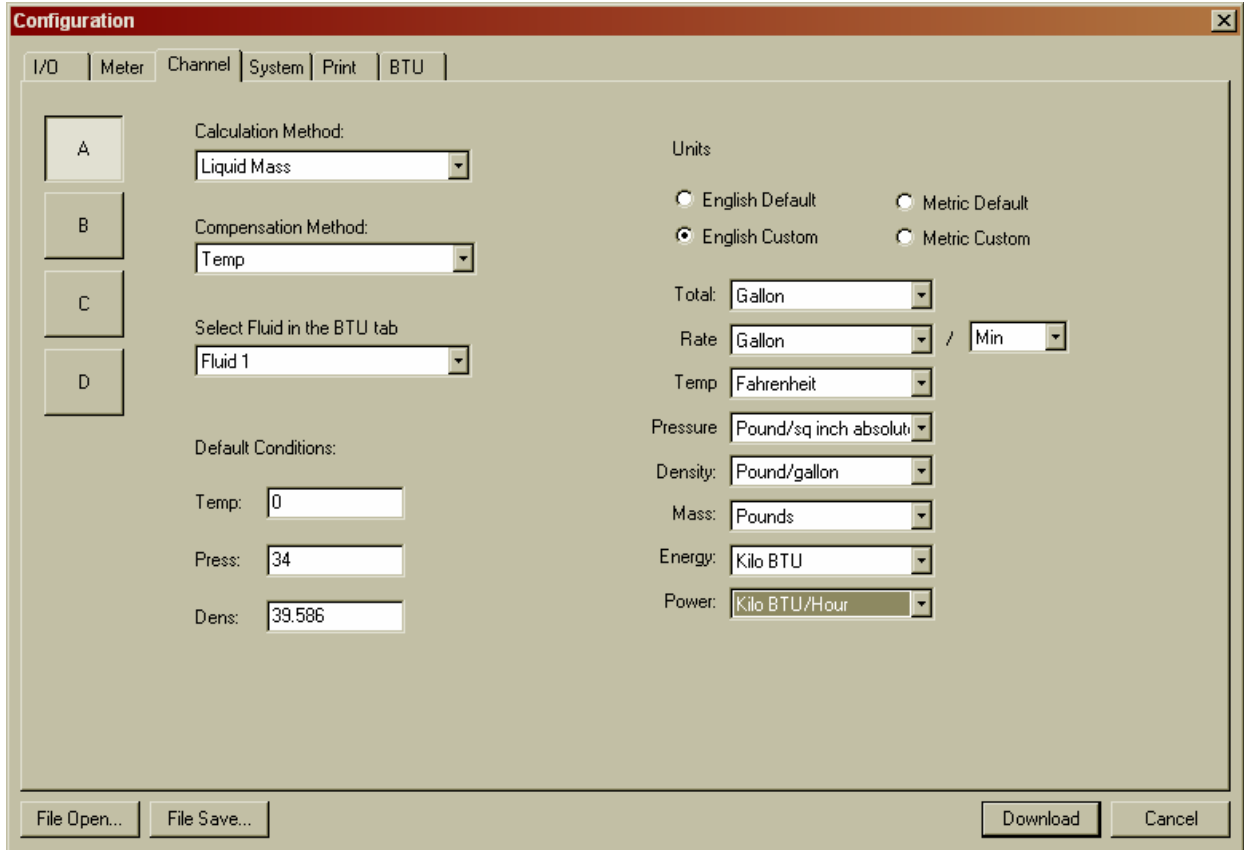 Configuration
I/O Meter Channel System Print BTU
A
B
C
D
Calculation Method:
Liquid Mass
Compensation Method:
Temp
Select Fluid in the BTU tab
Fluid 1
Default Conditions:
Temp: 0
Press: 34
Dens: 39.586
Units
English Default Metric Default
English Custom Metric Custom
Total: Gallon
Rate Gallon / Min
Temp Fahrenheit
Pressure Pound/sq inch absolut
Density: Pound/gallon
Mass: Pounds
Energy: Kilo BTU
Power: Kilo BTU/Hour
File Open... File Save... Download Cancel